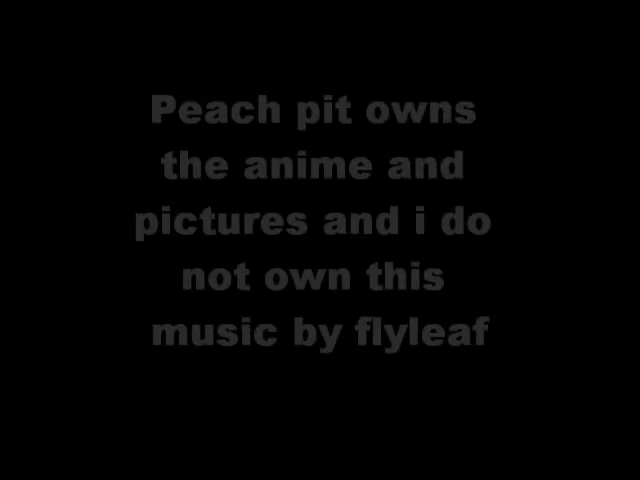 Peach pit owns
the anime and
pictures and i do
not own this
music by flyleaf